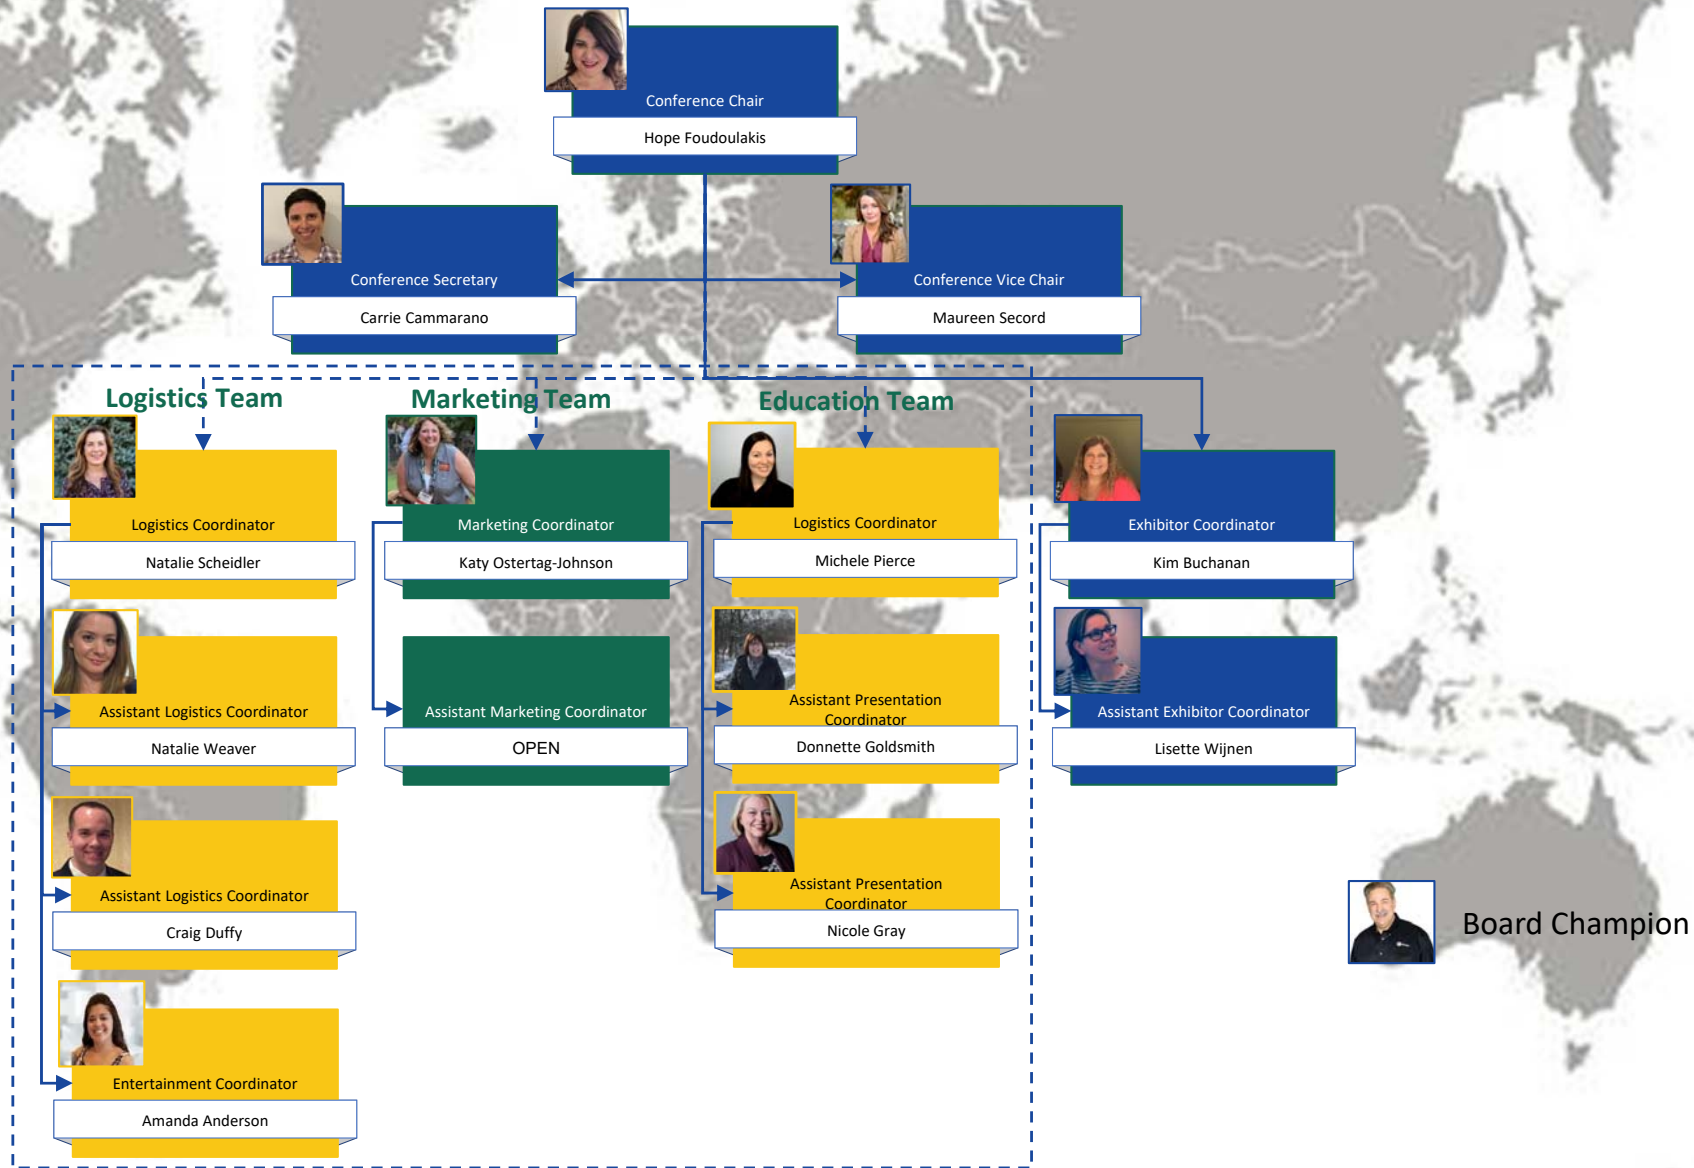 Conference Chair
Hope Foudoulakis
Conference Secretary
Carrie Cammarano
Conference Vice Chair
Maureen Secord
Logistics Team
Logistics Coordinator
Natalie Scheidler
Assistant Logistics Coordinator
Natalie Weaver
Assistant Logistics Coordinator
Craig Duffy
Entertainment Coordinator
Amanda Anderson
Marketing Team
Marketing Coordinator
Katy Ostertag-Johnson
Assistant Marketing Coordinator
OPEN
Education Team
Logistics Coordinator
Michele Pierce
Assistant Presentation
Coordinator
Donnette Goldsmith
Assistant Presentation
Coordinator
Nicole Gray
Exhibitor Coordinator
Kim Buchanan
Assistant Exhibitor Coordinator
Lisette Wijnen
Board Champion